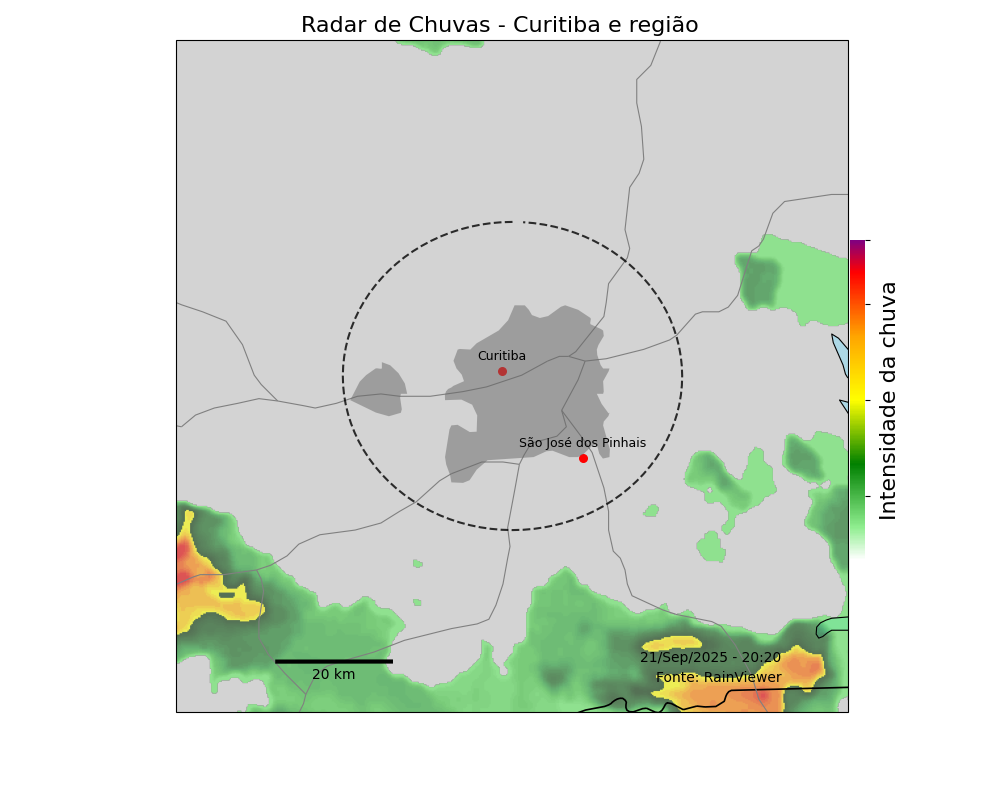 Radar de Chuvas - Curitiba e região
Curitiba
São José dos Pinhais
Intensidade da chuva
21/Sep/2025 - 20:20
Fonte: RainViewer
20 km